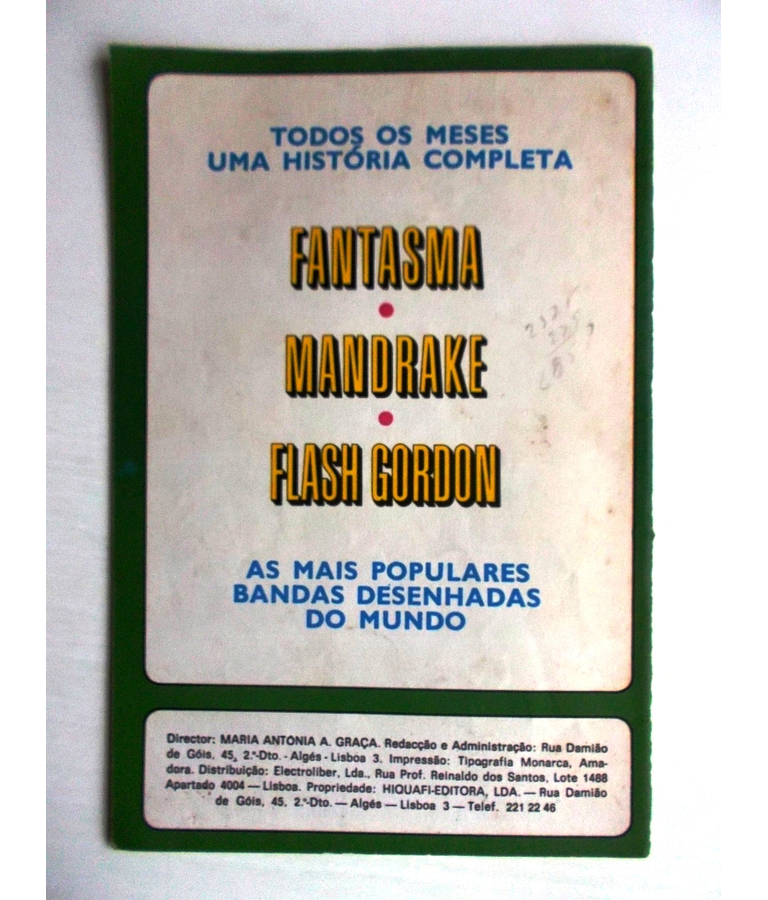 TODOS OS MESES
UMA HISTÓRIA COMPLETA
FANTASMA
MANDRAKE
FLASH GORDON
AS MAIS POPULARES
BANDAS DESENHADAS
DO MUNDO
Director: MARIA ANTONIA A. GRAÇA. Redacção e Administração: Rua Damião
de Góis, 45, 2.º-Dto. - Algés - Lisboa 3. Impressão: Tipografia Monarca, Ama-
dora. Distribuição: Electroliber, Lda., Rua Prof. Reinaldo dos Santos, Lote 1488
Apartado 4004 — Lisboa. Propriedade: HIQUAFI-EDITORA, LDA. — Rua Damião
de Góis, 45, 2.º-Dto. — Algés — Lisboa 3 — Telef. 221 22 46